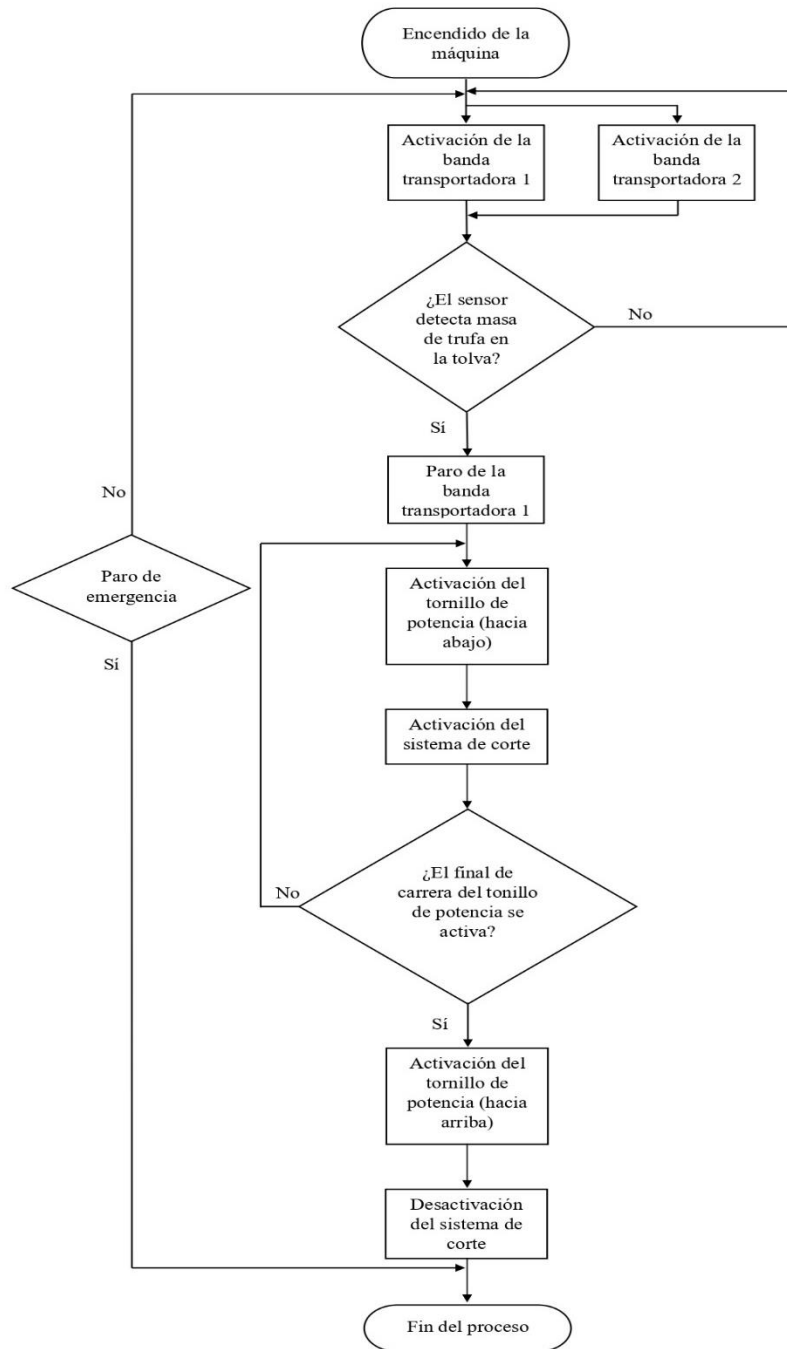 Encendido de la
máquina
Activación de la
banda
transportadora 1
Activación de la
banda
transportadora 2
¿El sensor
detecta masa
de trufa en
la tolva?
No
Sí
Paro de la
banda
transportadora 1
No
Paro de
emergencia
Sí
Activación del
tornillo de
potencia (hacia
abajo)
Activación del
sistema de corte
¿El final de
carrera del tonillo
de potencia se
activa?
No
Sí
Activación del
tornillo de
potencia (hacia
arriba)
Desactivación
del sistema de
corte
Fin del proceso